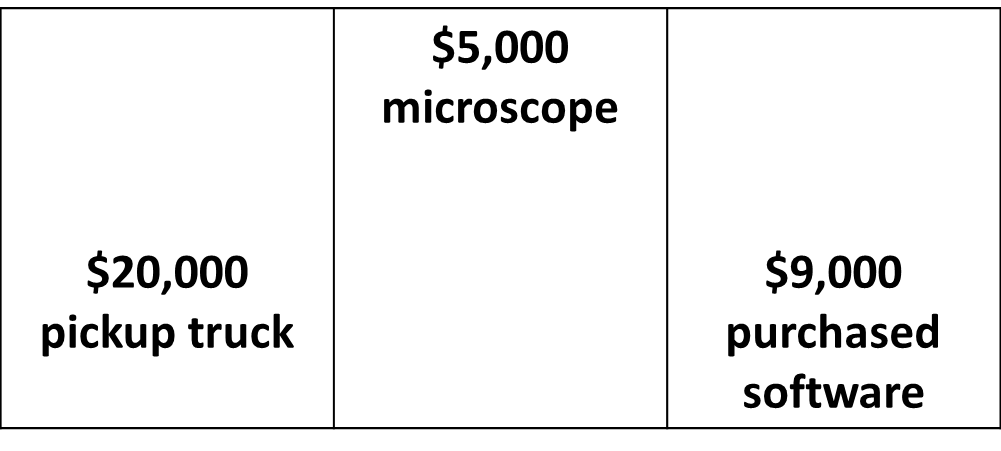 $20,000
pickup truck
$5,000
microscope
$9,000
purchased
software